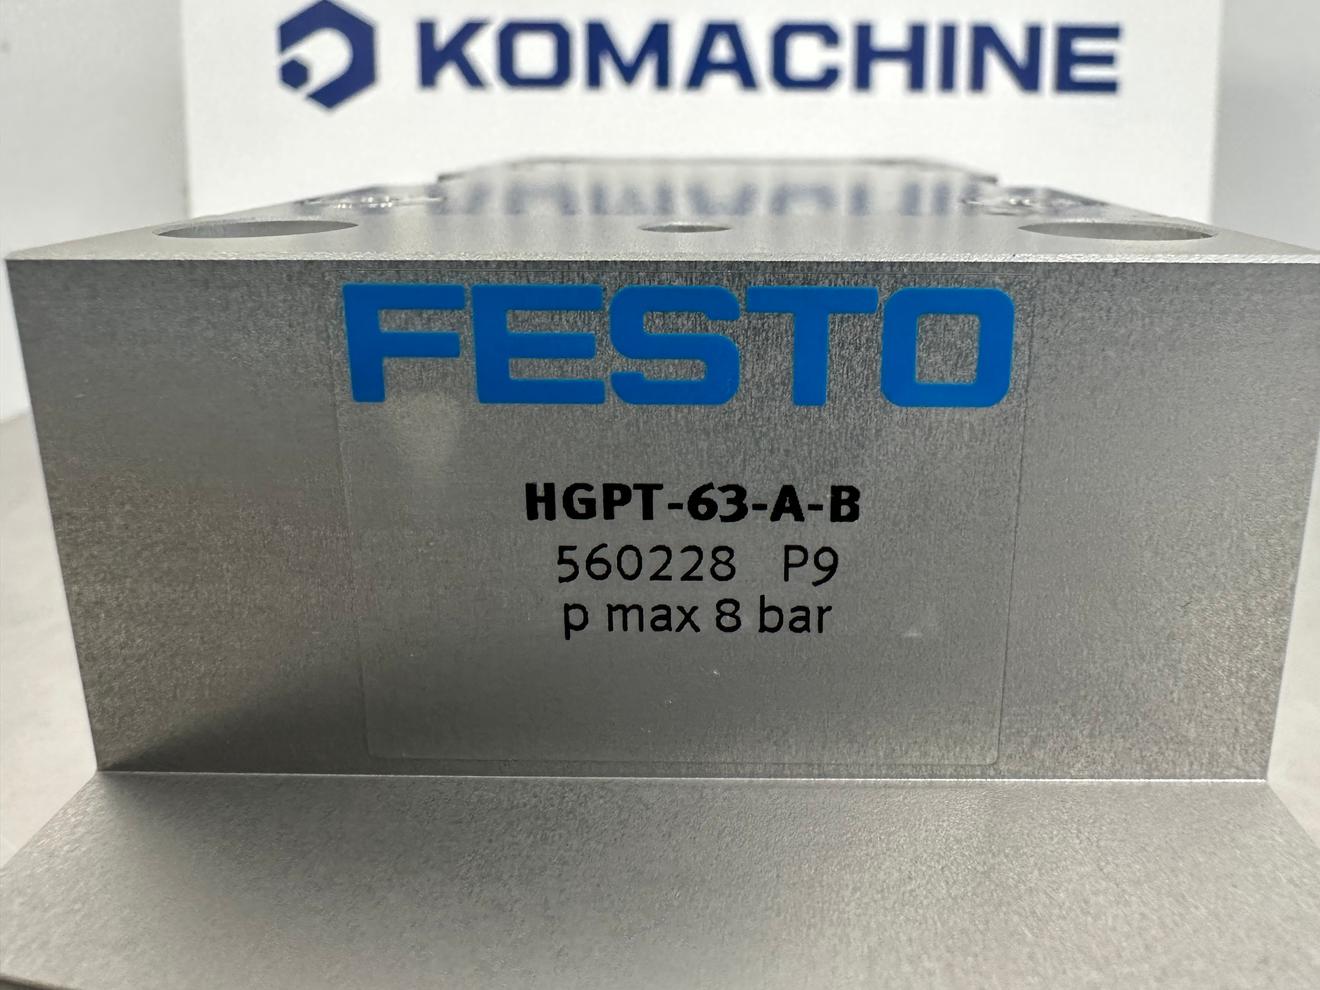 KOMACHINE
FESTO
HGPT-63-A-B
560228 P9
p max 8 bar